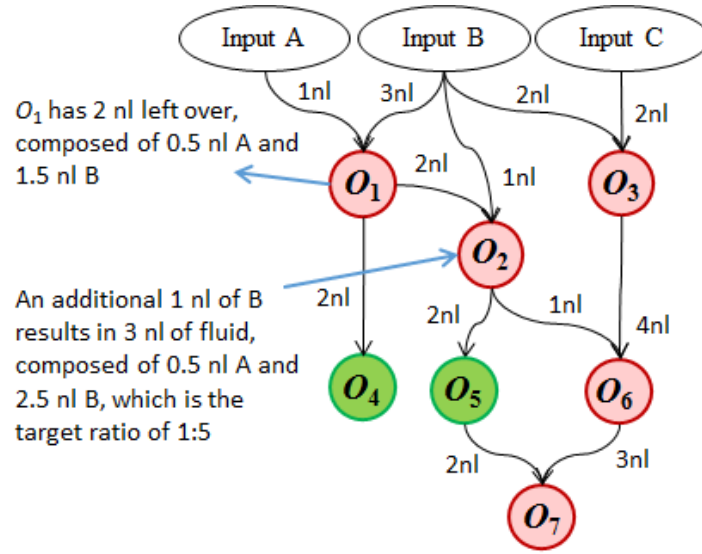 Input A
Input B
Input C
1nl
3nl
2nl
2nl
O1 has 2 nl left over,
composed of 0.5 nl A and
1.5 nl B
O1
2nl
1nl
O3
O2
An additional 1 nl of B
results in 3 nl of fluid,
composed of 0.5 nl A and
2.5 nl B, which is the
target ratio of 1:5
2nl
2nl
1nl
4nl
O4
O5
O6
2nl
3nl
O7